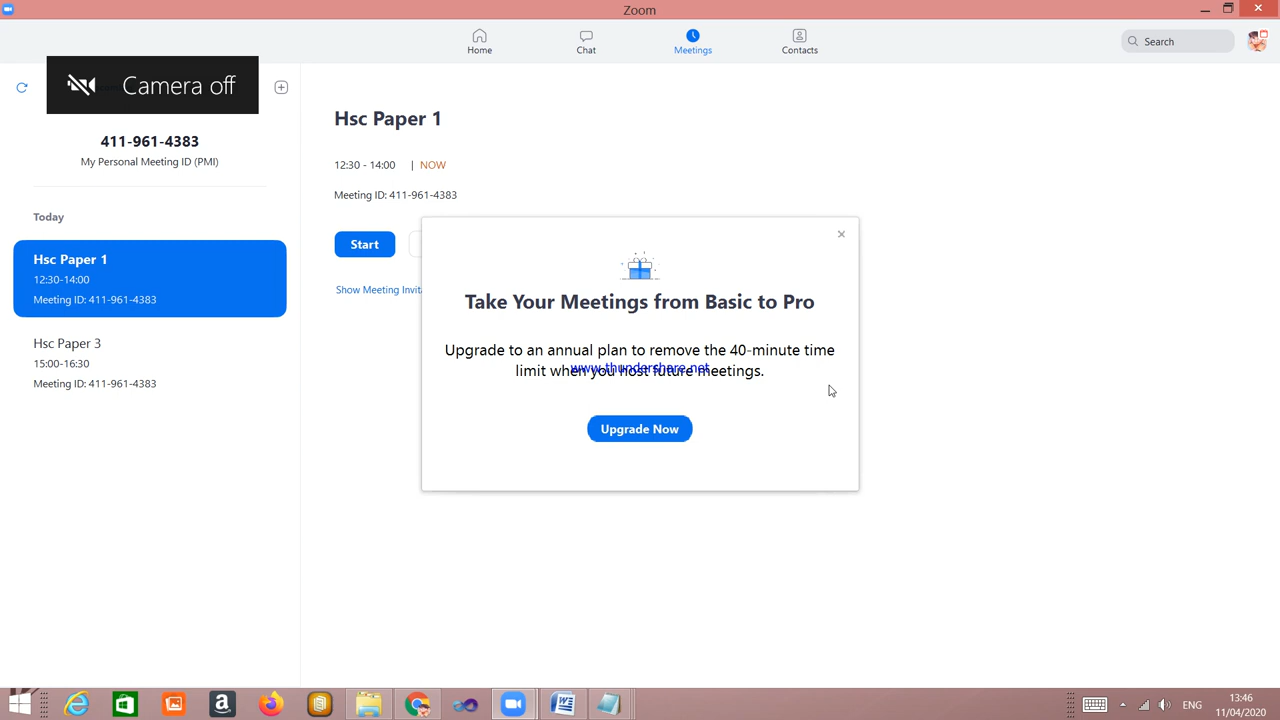 Zoom
Home
Chat
Meetings
Contacts
Search
Camera off
411-961-4383
My Personal Meeting ID (PMI)
Today
Hsc Paper 1
12:30-14:00
Meeting ID: 411-961-4383
Hsc Paper 3
15:00-16:30
Meeting ID: 411-961-4383
Hsc Paper 1
12:30 - 14:00 | NOW
Meeting ID: 411-961-4383
Start
Show Meeting
Take Your Meetings from Basic to Pro
Upgrade to an annual plan to remove the 40-minute time
limit when you host future meetings.
www.thundershare.net
Upgrade Now
ENG
13:46
11/04/2020